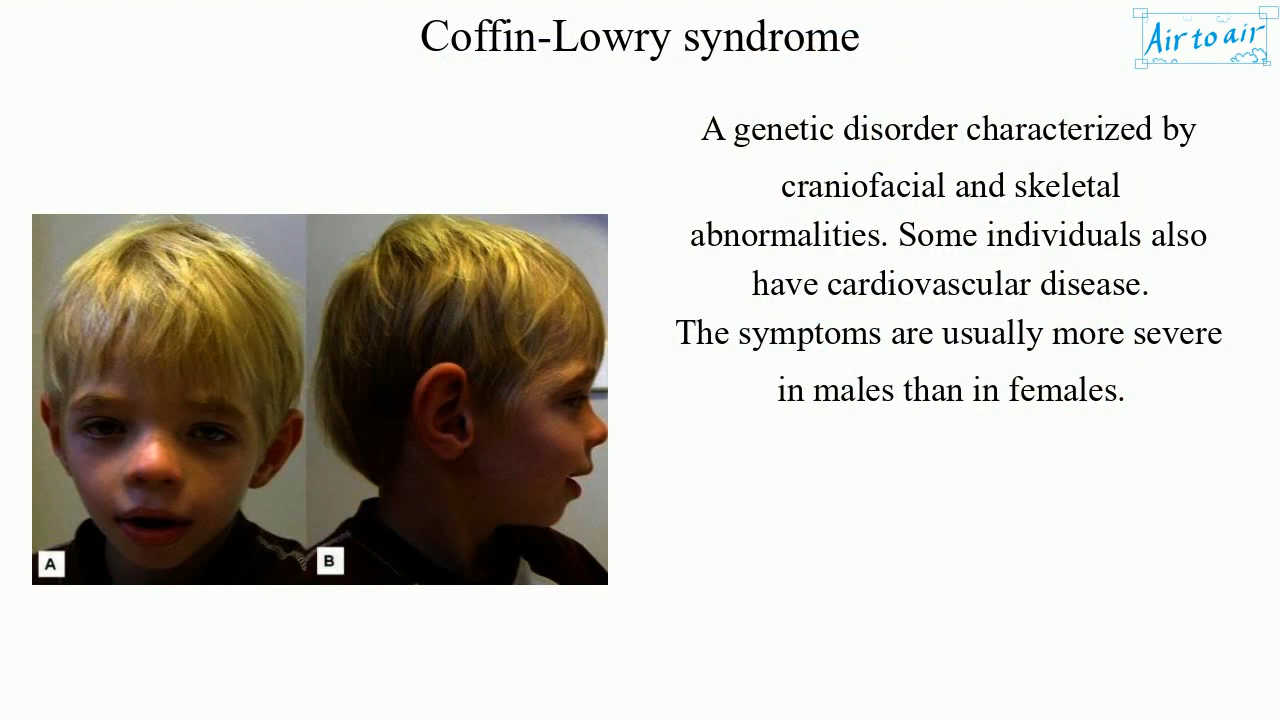 Coffin-Lowry syndrome
Air to air
A genetic disorder characterized by
craniofacial and skeletal
abnormalities. Some individuals also
have cardiovascular disease.
The symptoms are usually more severe
in males than in females.
A
B